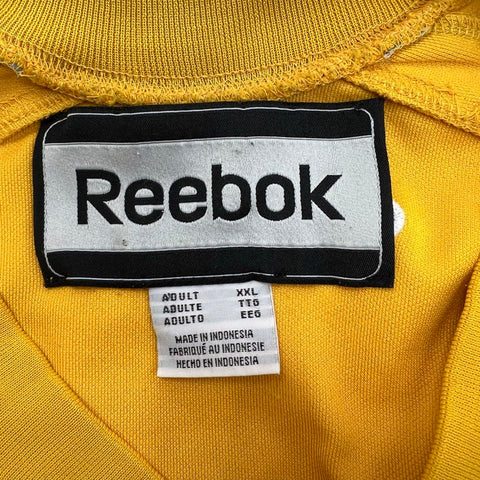 Reebok
ADULT XXL
ADULTE TTG
ADULTO EEG
MADE IN INDONESIA
FABRIQUÉ AU INDONESIE
HECHO EN INDONESIA